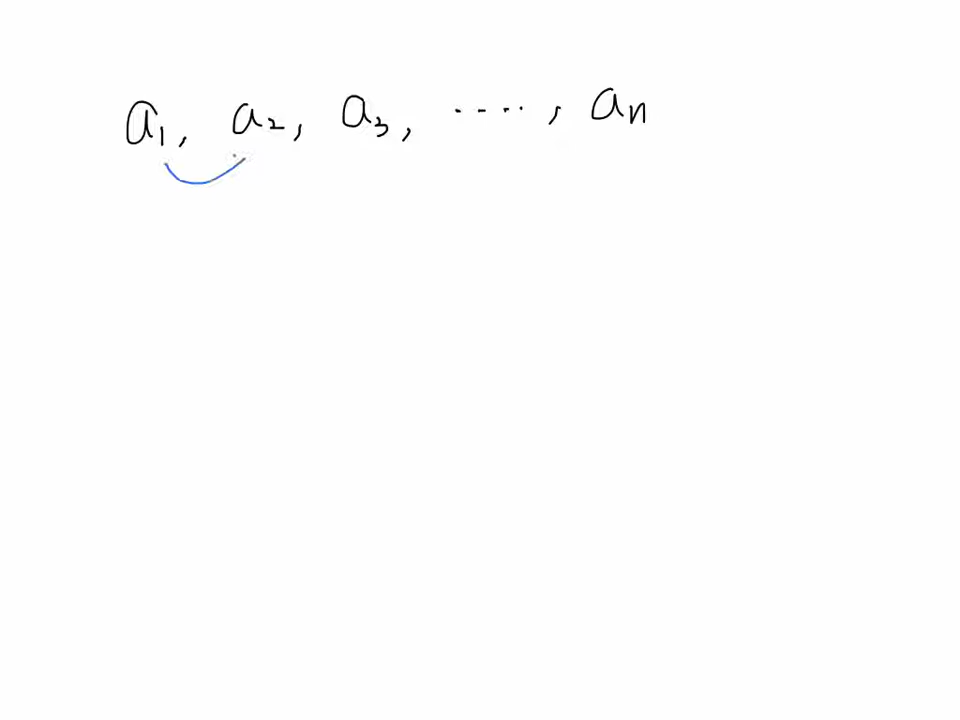 a₁, a₂, a₃, ...., aₙ